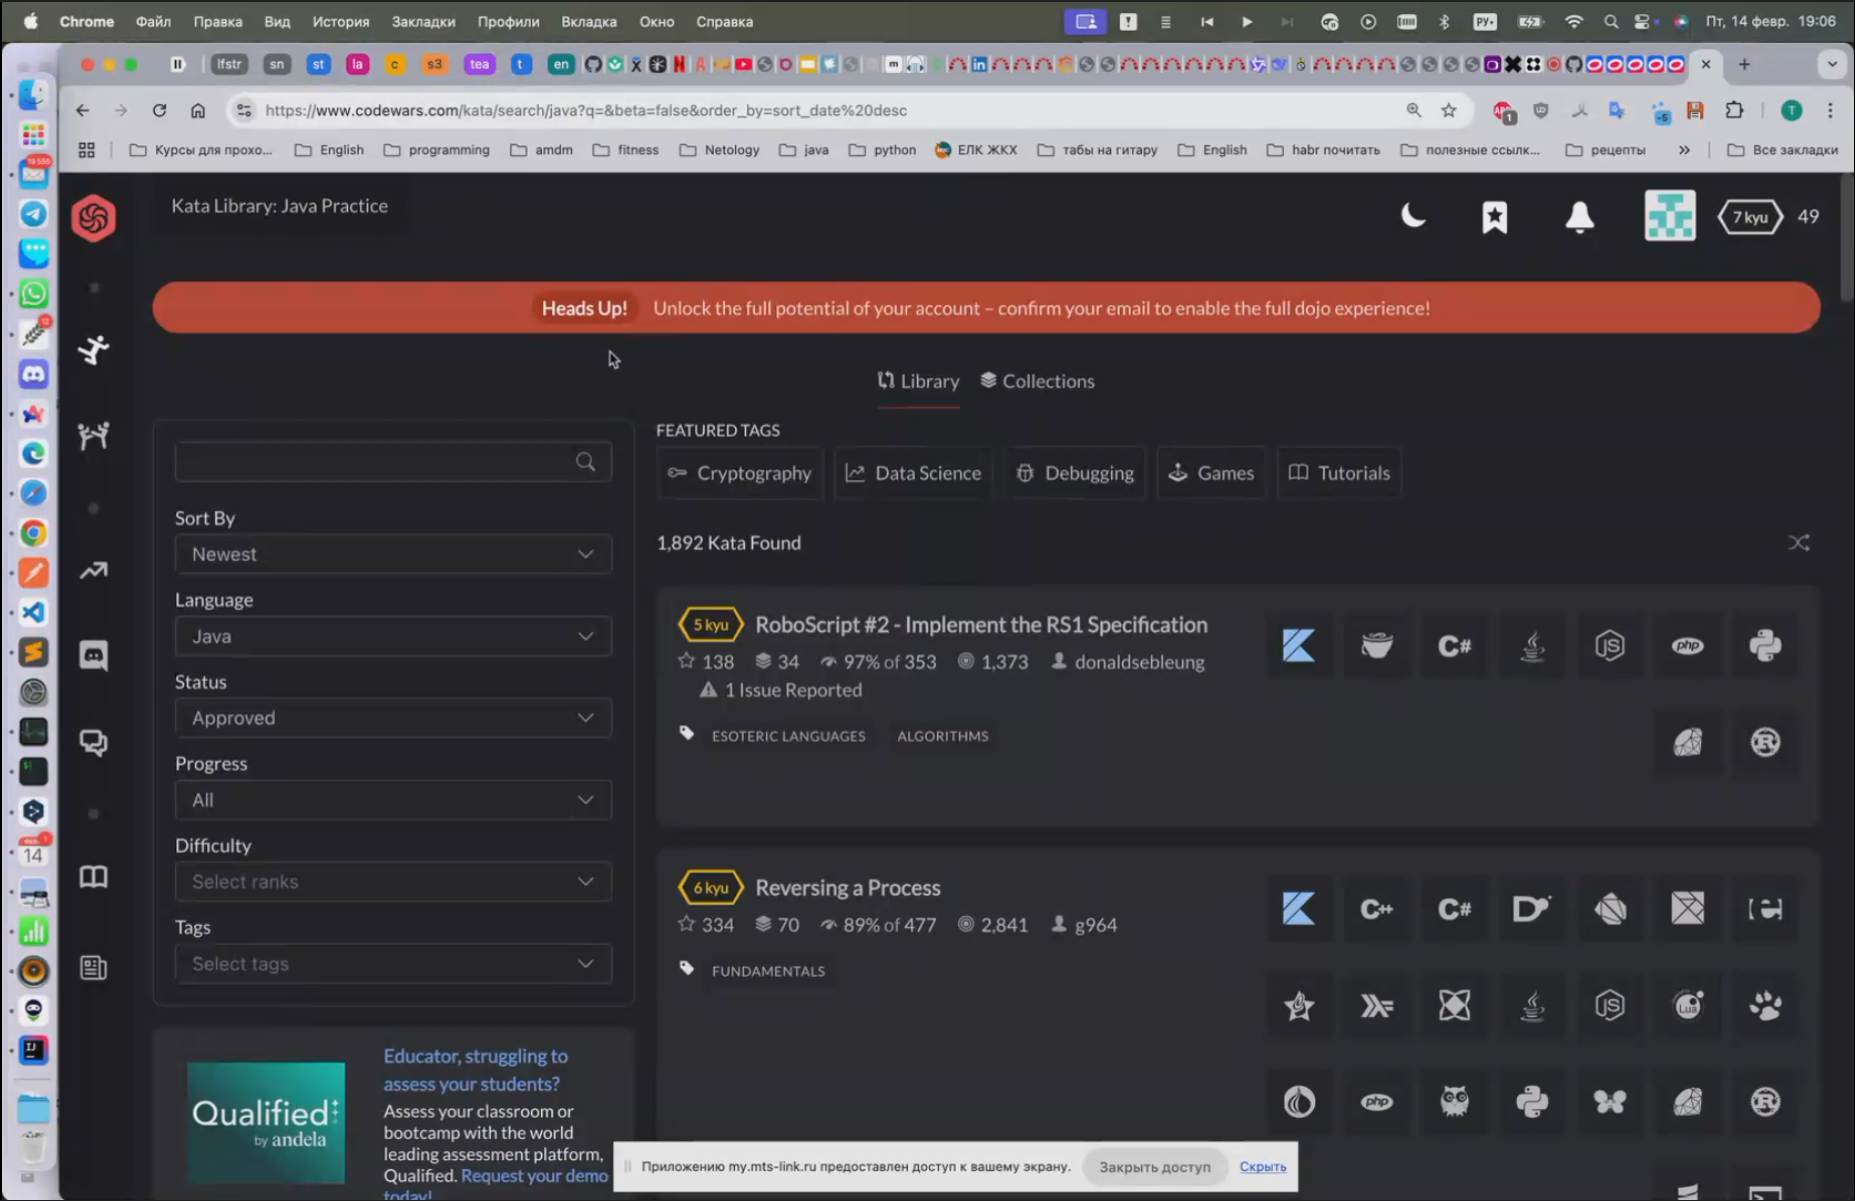 Chrome Файл Правка Вид История Закладки Профили Вкладка Окно Справка РУ Пт, 14 февр. 19:06
lfstr sn st la c s3 tea t en
https://www.codewars.com/kata/search/java?q=&beta=false&order_by=sort_date%20desc
Курсы для прохо... English programming amdm fitness Netology java python ЕЛК ЖКХ табы на гитару English habr почитать полезные ссылк... рецепты » Все закладки
Kata Library: Java Practice
7 kyu 49
Heads Up! Unlock the full potential of your account – confirm your email to enable the full dojo experience!
Library Collections
Sort By
Newest
Language
Java
Status
Approved
Progress
All
Difficulty
Select ranks
Tags
Select tags
Qualified
by andela
Educator, struggling to
assess your students?
Assess your classroom or
bootcamp with the world
leading assessment platform,
Qualified. Request your demo
today!
FEATURED TAGS
Cryptography Data Science Debugging Games Tutorials
1,892 Kata Found
5 kyu RoboScript #2 - Implement the RS1 Specification
138 34 97% of 353 1,373 donaldsebleung
1 Issue Reported
ESOTERIC LANGUAGES ALGORITHMS
C# JS php
6 kyu Reversing a Process
334 70 89% of 477 2,841 g964
FUNDAMENTALS
C++ C# D
JS Lua
php
Приложению my.mts-link.ru предоставлен доступ к вашему экрану. Закрыть доступ Скрыть